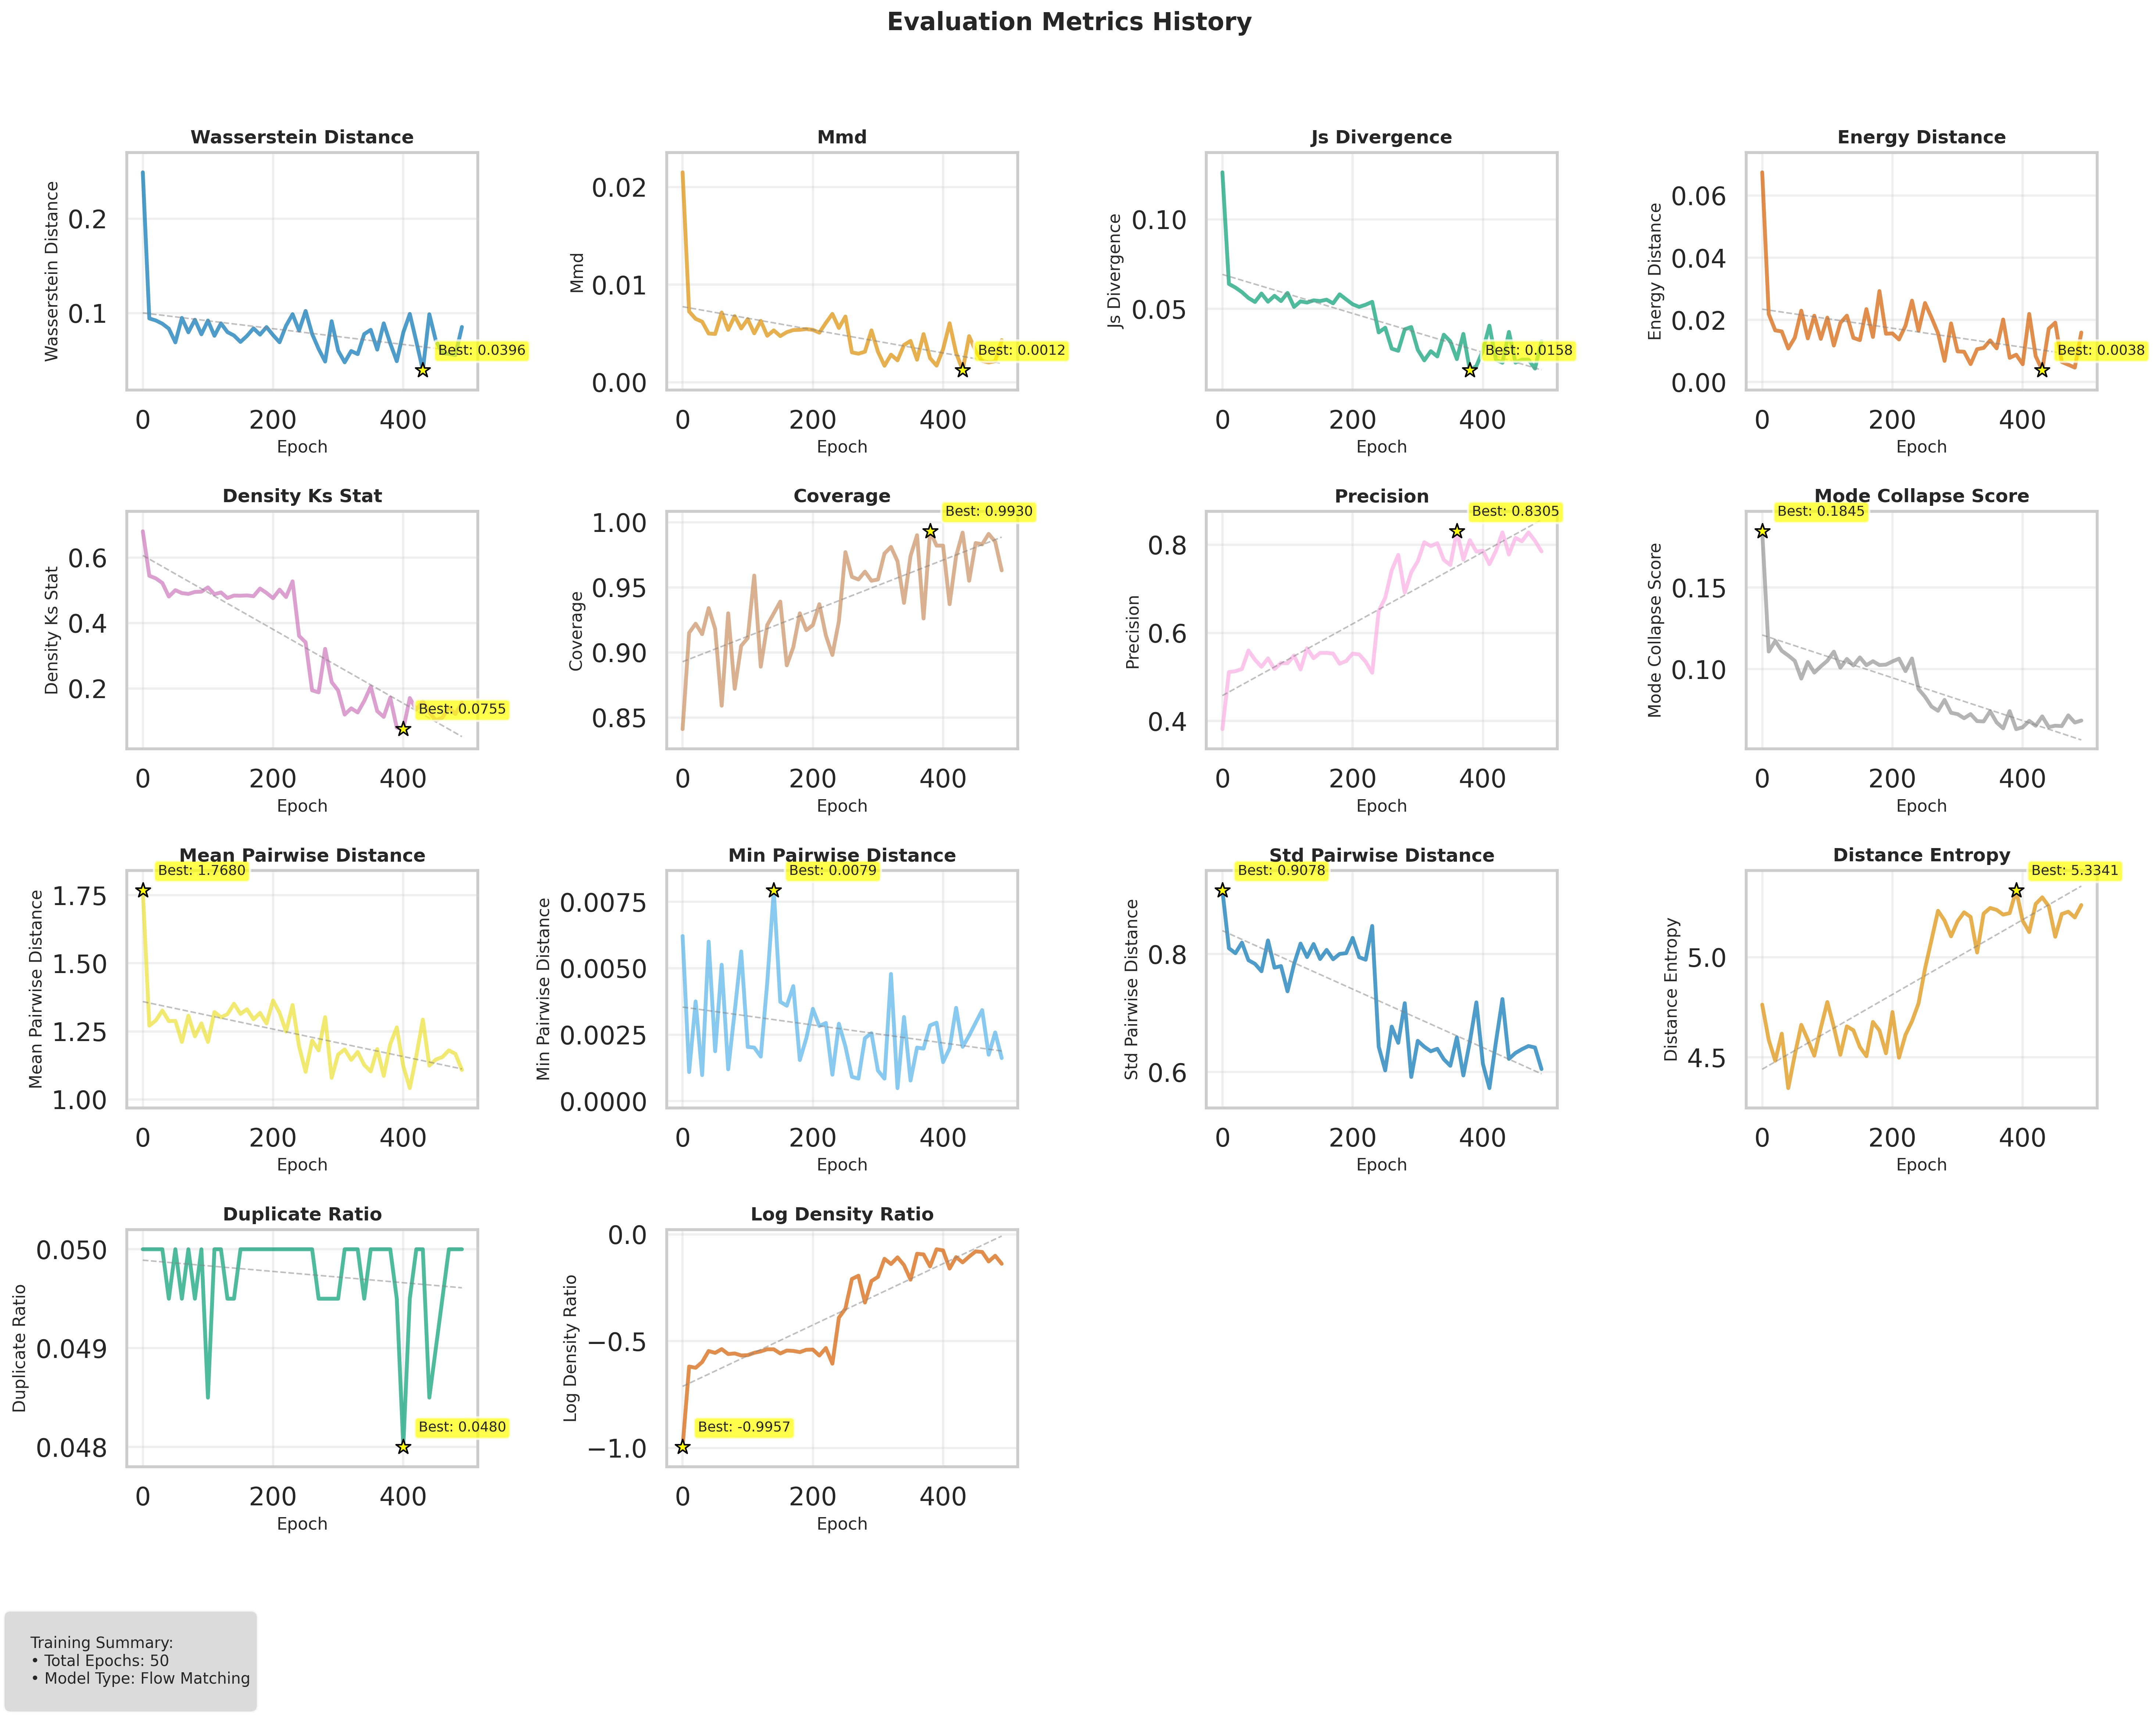 Evaluation Metrics History
Wasserstein Distance
Wasserstein Distance
0.2
0.1
Best: 0.0396
0
200
400
Epoch
Mmd
Mmd
0.02
0.01
0.00
Best: 0.0012
0
200
400
Epoch
Js Divergence
Js Divergence
0.10
0.05
Best: 0.0158
0
200
400
Epoch
Energy Distance
Energy Distance
0.06
0.04
0.02
0.00
Best: 0.0038
0
200
400
Epoch
Density Ks Stat
Density Ks Stat
0.6
0.4
0.2
Best: 0.0755
0
200
400
Epoch
Coverage
Coverage
1.00
0.95
0.90
0.85
Best: 0.9930
0
200
400
Epoch
Precision
Precision
0.8
0.6
0.4
Best: 0.8305
0
200
400
Epoch
Mode Collapse Score
Mode Collapse Score
0.15
0.10
Best: 0.1845
0
200
400
Epoch
Mean Pairwise Distance
Mean Pairwise Distance
1.75
1.50
1.25
1.00
Best: 1.7680
0
200
400
Epoch
Min Pairwise Distance
Min Pairwise Distance
0.0075
0.0050
0.0025
0.0000
Best: 0.0079
0
200
400
Epoch
Std Pairwise Distance
Std Pairwise Distance
0.8
0.6
Best: 0.9078
0
200
400
Epoch
Distance Entropy
Distance Entropy
5.0
4.5
Best: 5.3341
0
200
400
Epoch
Duplicate Ratio
Duplicate Ratio
0.050
0.049
0.048
Best: 0.0480
0
200
400
Epoch
Log Density Ratio
Log Density Ratio
0.0
−0.5
−1.0
Best: -0.9957
0
200
400
Epoch
Training Summary:
• Total Epochs: 50
• Model Type: Flow Matching